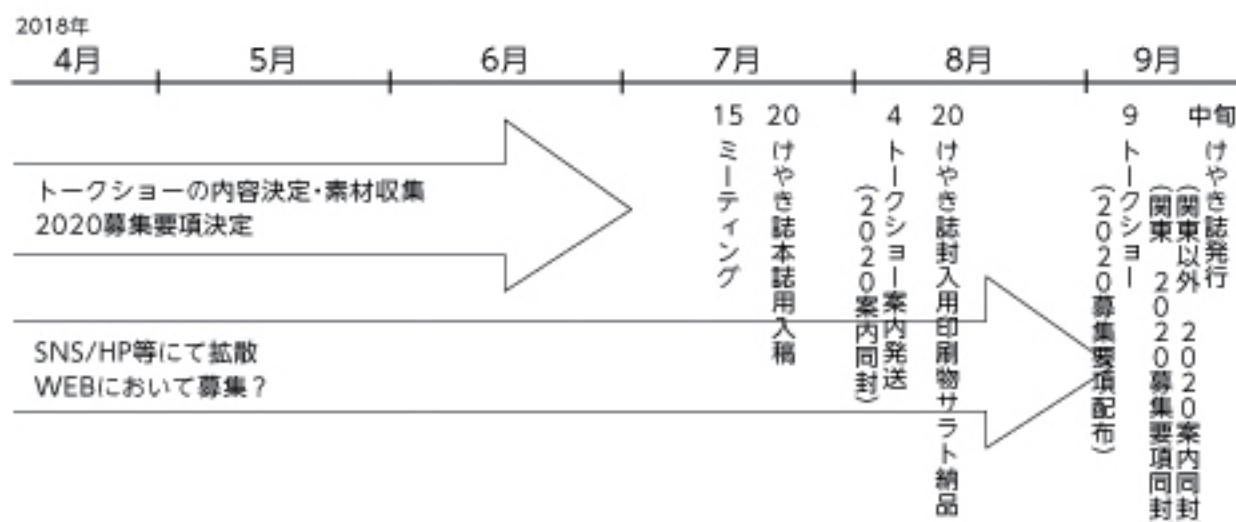 2018年
4月
5月
6月
7月
8月
9月
トークショーの内容決定・素材収集
2020募集要項決定
SNS/HP等にて拡散
WEBにおいて募集？
15
ミーティング
20
けやき誌本誌用入稿
4
トークショー案内発送
(2020案内同封)
20
けやき誌封入用印刷物サラト納品
9
トークショー
(2020募集要項配布)
中旬
けやき誌発行
(関東以外 2020案内同封
(関東 2020募集要項同封